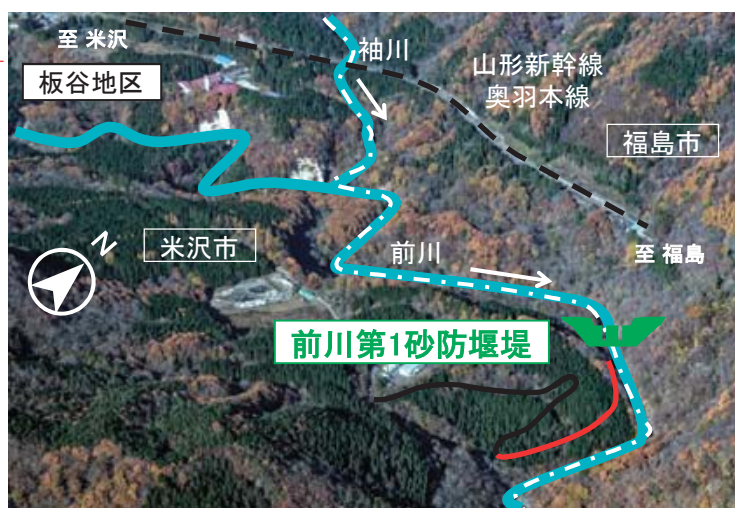 至 米沢
板谷地区
袖川
山形新幹線
奥羽本線
福島市
N
米沢市
前川
至 福島
前川第1砂防堰堤